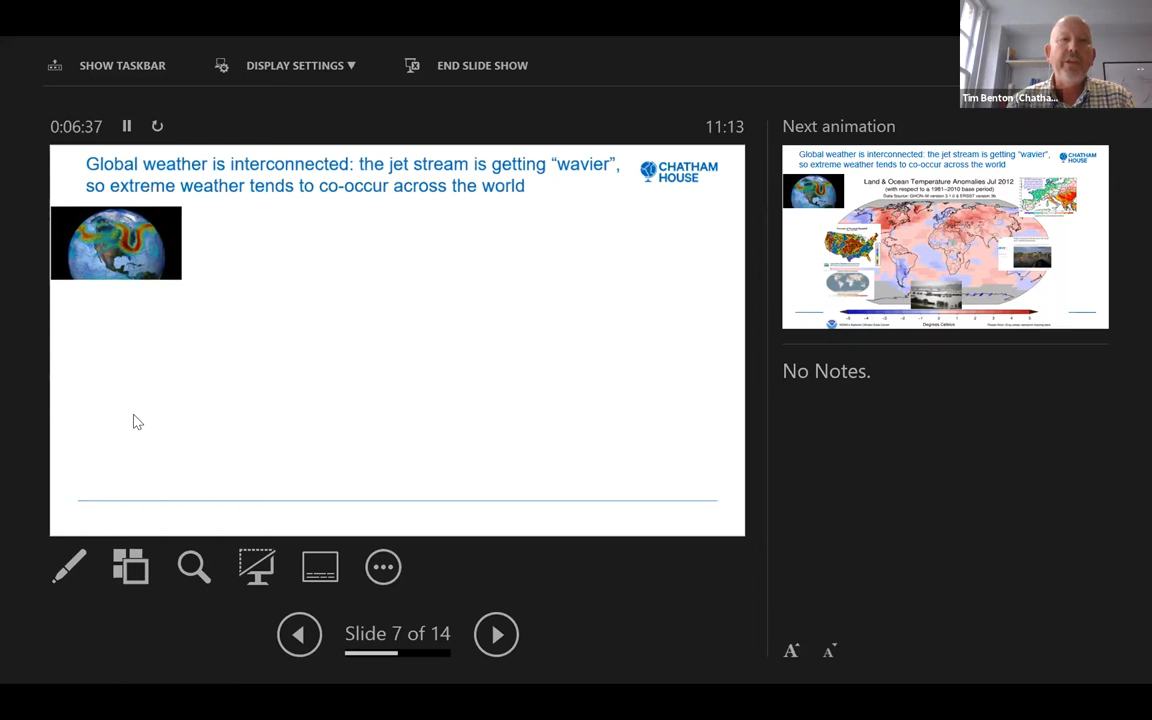 SHOW TASKBAR
DISPLAY SETTINGS ▼
END SLIDE SHOW
Tim Benton (Chatha...
0:06:37
11:13
Next animation
Global weather is interconnected: the jet stream is getting “wavier”,
so extreme weather tends to co-occur across the world
CHATHAM
HOUSE
Global weather is interconnected: the jet stream is getting “wavier”,
so extreme weather tends to co-occur across the world
CHATHAM
HOUSE
Land & Ocean Temperature Anomalies Jul 2012
(with respect to a 1981–2010 base period)
Degrees Celsius
No Notes.
Slide 7 of 14
A
A